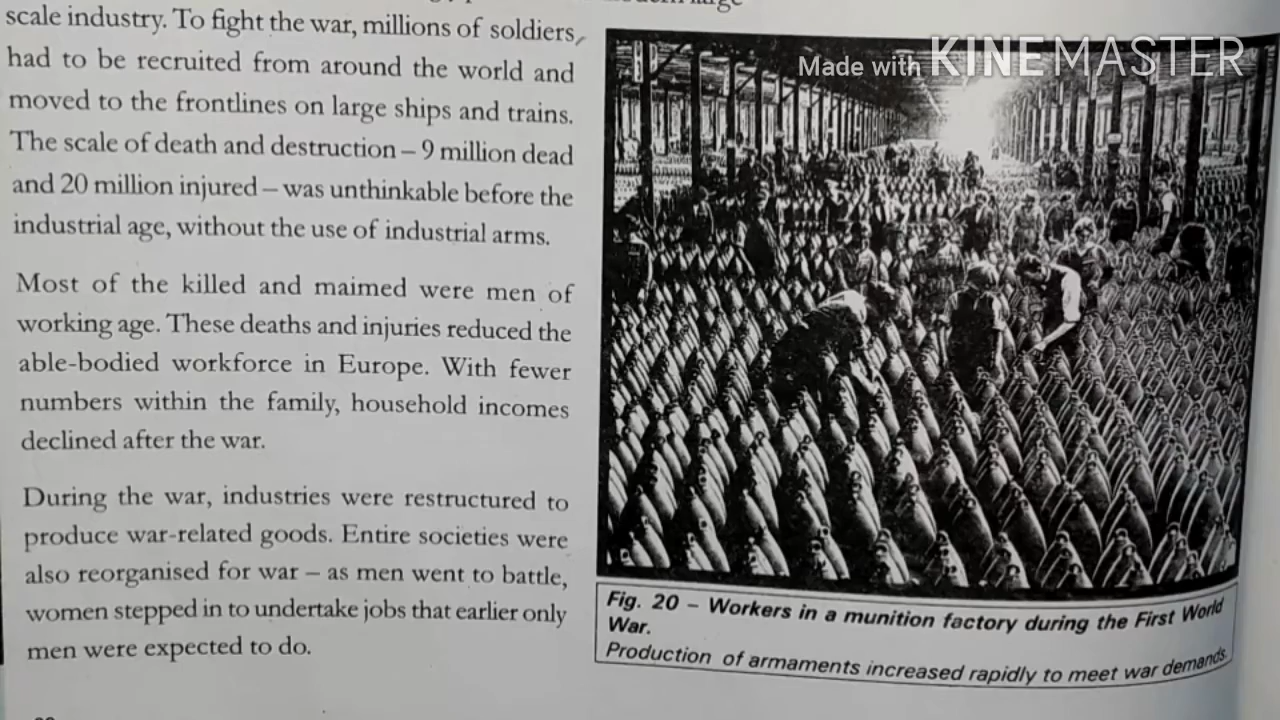 scale industry. To fight the war, millions of soldiers,
had to be recruited from around the world and
moved to the frontlines on large ships and trains.
The scale of death and destruction – 9 million dead
and 20 million injured – was unthinkable before the
industrial age, without the use of industrial arms.
Most of the killed and maimed were men of
working age. These deaths and injuries reduced the
able-bodied workforce in Europe. With fewer
numbers within the family, household incomes
declined after the war.
During the war, industries were restructured to
produce war-related goods. Entire societies were
also reorganised for war – as men went to battle,
women stepped in to undertake jobs that earlier only
men were expected to do.
Made with KINEMASTER
Fig. 20 – Workers in a munition factory during the First World
War.
Production of armaments increased rapidly to meet war demands.